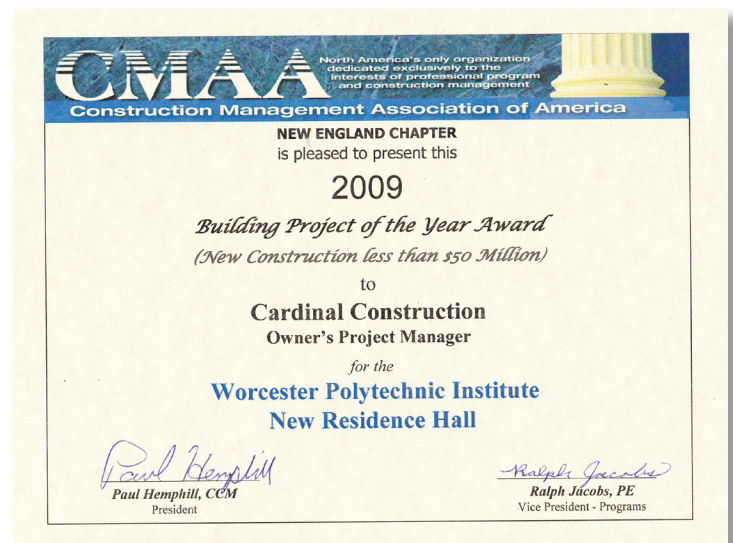 CMAA
North America's only organization
dedicated exclusively to the
interests of professional program
and construction management
Construction Management Association of America
NEW ENGLAND CHAPTER
is pleased to present this
2009
Building Project of the Year Award
(New Construction less than $50 Million)
to
Cardinal Construction
Owner's Project Manager
for the
Worcester Polytechnic Institute
New Residence Hall
Paul Hemphill
Paul Hemphill, CCM
President
Ralph Jacobs
Ralph Jacobs, PE
Vice President - Programs